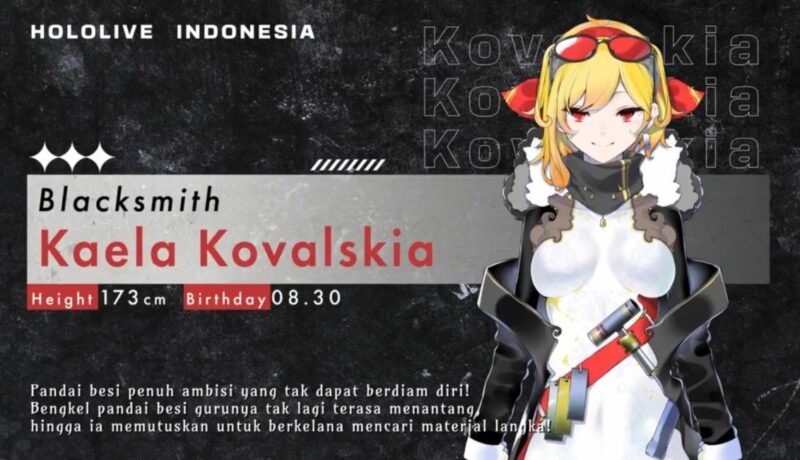 HOLOLIVE INDONESIA
Kovalskia
Kovalskia
Kovalskia
Blacksmith
Kaela Kovalskia
Height 173cm Birthday 08.30
Pandai besi penuh ambisi yang tak dapat berdiam diri!
Bengkel pandai besi gurunya tak lagi terasa menantang,
hingga ia memutuskan untuk berkelana mencari material langka!